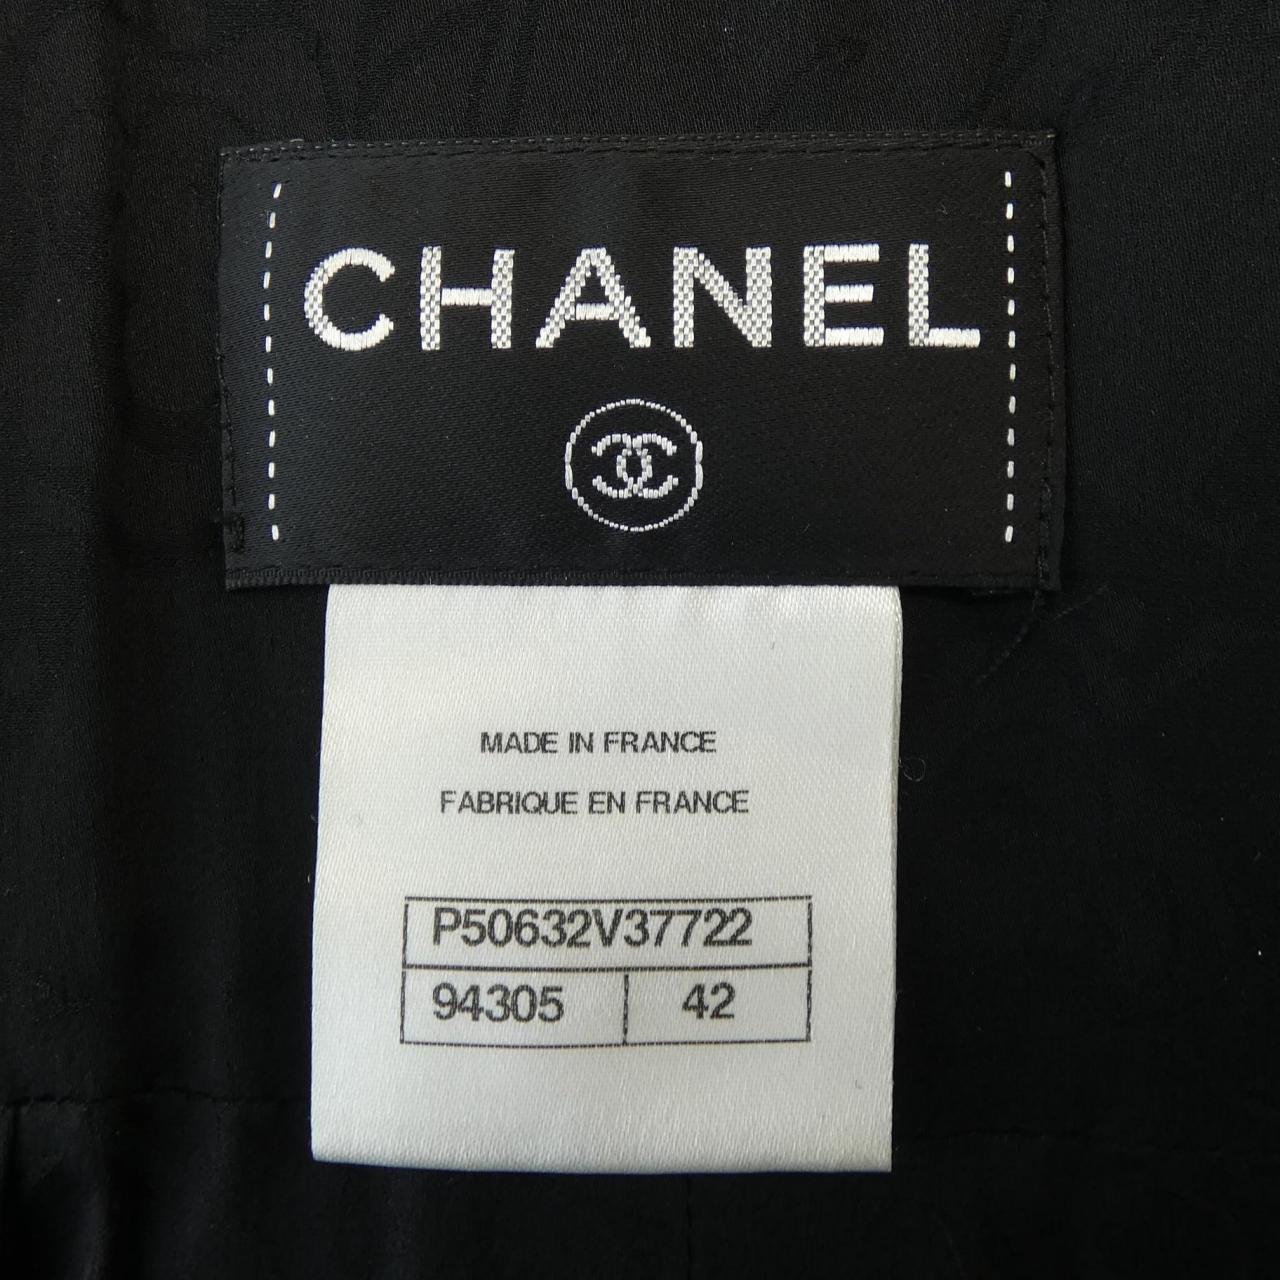 CHANEL
MADE IN FRANCE
FABRIQUE EN FRANCE
P50632V37722
94305 42